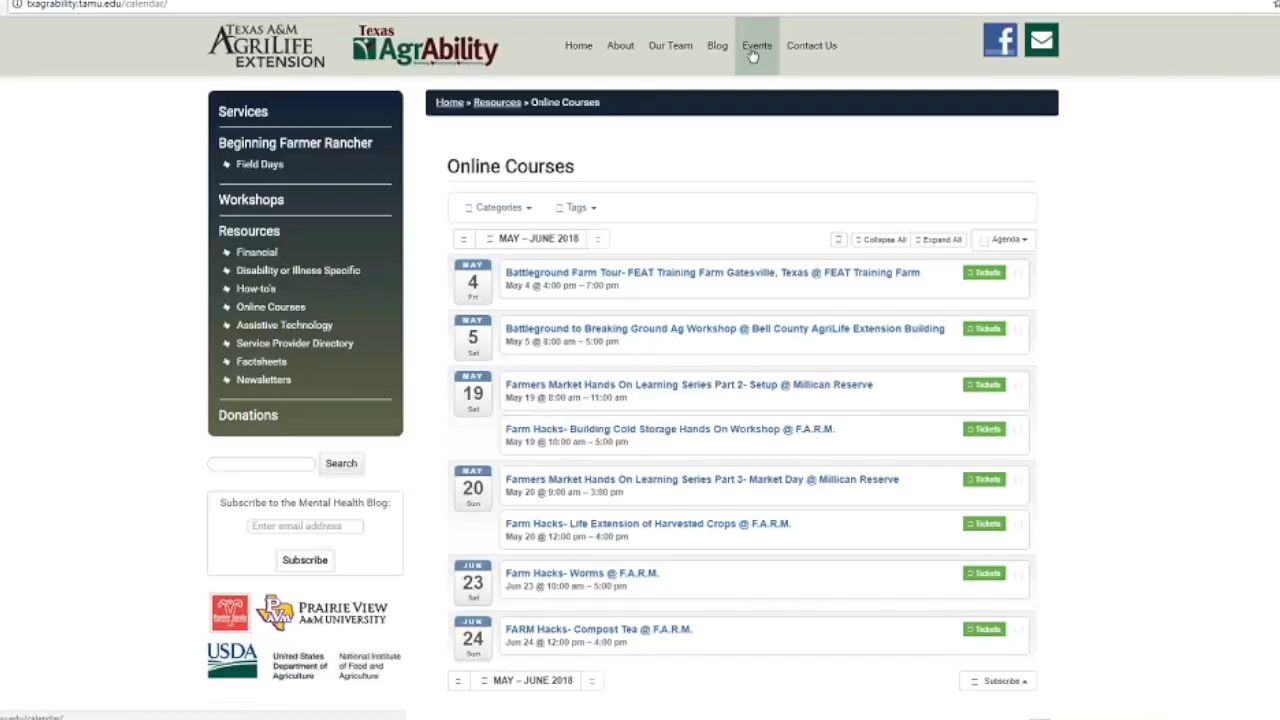 txagrability.tamu.edu/calendar/
TEXAS A&M
AGRILIFE
EXTENSION
Texas
AgrAbility
Home About Our Team Blog Events Contact Us
Services
Beginning Farmer Rancher
Field Days
Workshops
Resources
Financial
Disability or Illness Specific
How-to's
Online Courses
Assistive Technology
Service Provider Directory
Factsheets
Newsletters
Donations
Search
Subscribe to the Mental Health Blog:
Enter email address
Subscribe
PRAIRIE VIEW
A&M UNIVERSITY
USDA
United States
Department of
Agriculture
National Institute
of Food and
Agriculture
Home » Resources » Online Courses
Online Courses
Categories Tags
MAY – JUNE 2018 Collapse All Expand All Agenda
MAY
4
Fri
Battleground Farm Tour- FEAT Training Farm Gatesville, Texas @ FEAT Training Farm Tickets
May 4 @ 4:00 pm – 7:00 pm
MAY
5
Sat
Battleground to Breaking Ground Ag Workshop @ Bell County AgriLife Extension Building Tickets
May 5 @ 8:00 am – 5:00 pm
MAY
19
Sat
Farmers Market Hands On Learning Series Part 2- Setup @ Millican Reserve Tickets
May 19 @ 8:00 am – 11:00 am
Farm Hacks- Building Cold Storage Hands On Workshop @ F.A.R.M. Tickets
May 19 @ 10:00 am – 5:00 pm
MAY
20
Sun
Farmers Market Hands On Learning Series Part 3- Market Day @ Millican Reserve Tickets
May 20 @ 9:00 am – 3:00 pm
Farm Hacks- Life Extension of Harvested Crops @ F.A.R.M. Tickets
May 20 @ 12:00 pm – 4:00 pm
JUN
23
Sat
Farm Hacks- Worms @ F.A.R.M. Tickets
Jun 23 @ 10:00 am – 5:00 pm
JUN
24
Sun
FARM Hacks- Compost Tea @ F.A.R.M. Tickets
Jun 24 @ 12:00 pm – 4:00 pm
MAY – JUNE 2018 Subscribe